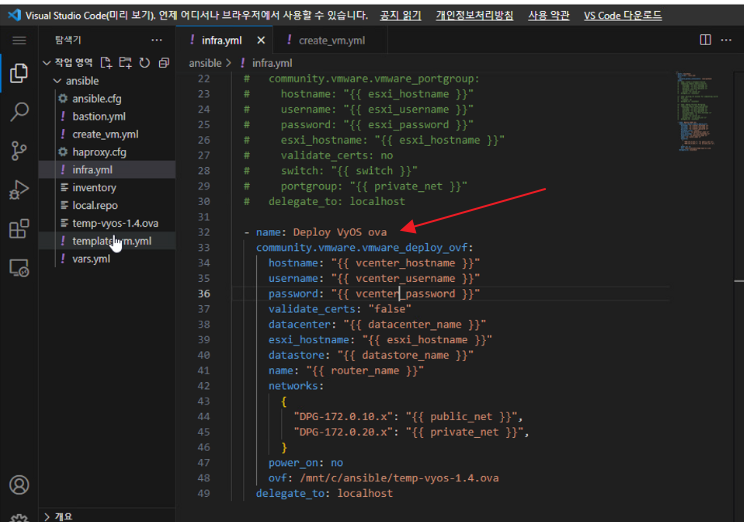 Visual Studio Code(미리 보기). 언제 어디서나 브라우저에서 사용할 수 있습니다. 공지 읽기 개인정보처리방침 사용 약관 VS Code 다운로드
탐색기 ...
작업 영역
ansible
ansible.cfg
bastion.yml
create_vm.yml
haproxy.cfg
infra.yml
inventory
local.repo
temp-vyos-1.4.ova
vars.yml
개요
! infra.yml × ! create_vm.yml
ansible > ! infra.yml
22 # community.vmware.vmware_portgroup:
23 # hostname: "{{ esxi_hostname }}"
24 # username: "{{ esxi_username }}"
25 # password: "{{ esxi_password }}"
26 # esxi_hostname: "{{ esxi_hostname }}"
27 # validate_certs: no
28 # switch: "{{ switch }}"
29 # portgroup: "{{ private_net }}"
30 # delegate_to: localhost
31
32 - name: Deploy VyOS ova
33 community.vmware.vmware_deploy_ovf:
34 hostname: "{{ vcenter_hostname }}"
35 username: "{{ vcenter_username }}"
36 password: "{{ vcenter_password }}"
37 validate_certs: "false"
38 datacenter: "{{ datacenter_name }}"
39 esxi_hostname: "{{ esxi_hostname }}"
40 datastore: "{{ datastore_name }}"
41 name: "{{ router_name }}"
42 networks:
43 {
44 "DPG-172.0.10.x": "{{ public_net }}",
45 "DPG-172.0.20.x": "{{ private_net }}",
46 }
47 power_on: no
48 ovf: /mnt/c/ansible/temp-vyos-1.4.ova
49 delegate_to: localhost